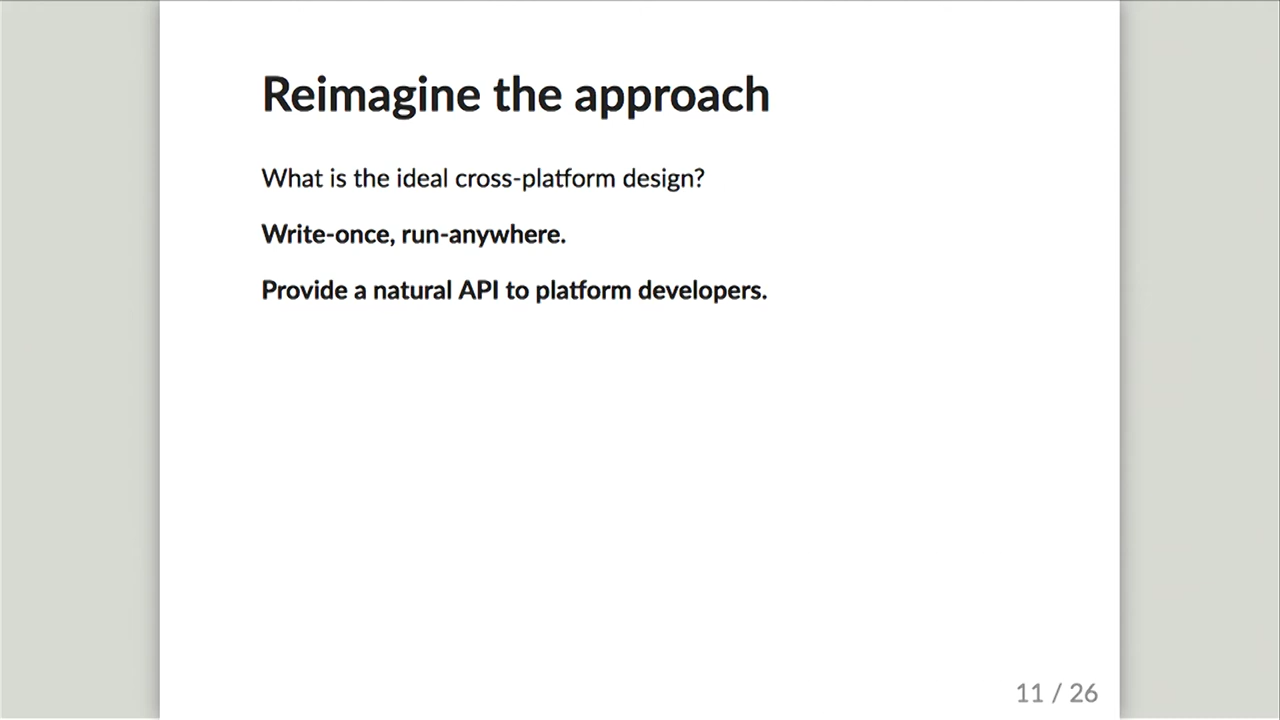 Reimagine the approach
What is the ideal cross-platform design?
Write-once, run-anywhere.
Provide a natural API to platform developers.
11 / 26